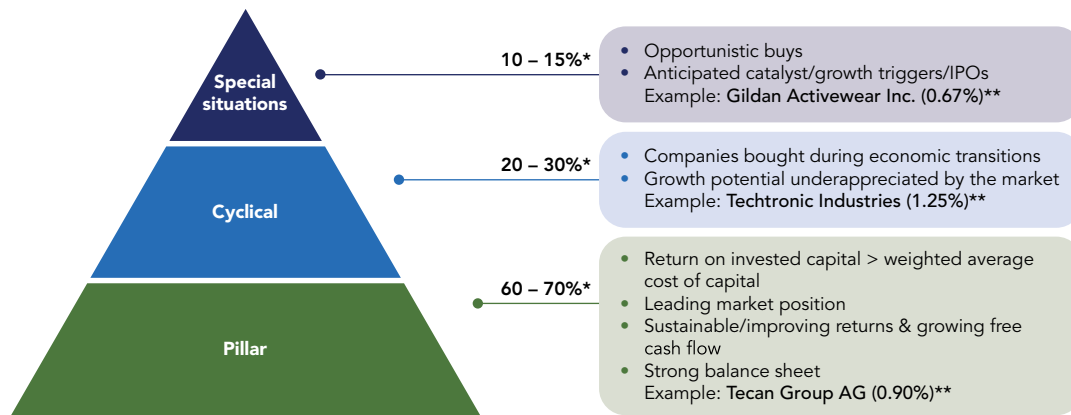 Special
situations
10 – 15%*
• Opportunistic buys
• Anticipated catalyst/growth triggers/IPOs
Example: Gildan Activewear Inc. (0.67%)**
Cyclical
20 – 30%*
• Companies bought during economic transitions
• Growth potential underappreciated by the market
Example: Techtronic Industries (1.25%)**
Pillar
60 – 70%*
• Return on invested capital > weighted average
cost of capital
• Leading market position
• Sustainable/improving returns & growing free
cash flow
• Strong balance sheet
Example: Tecan Group AG (0.90%)**